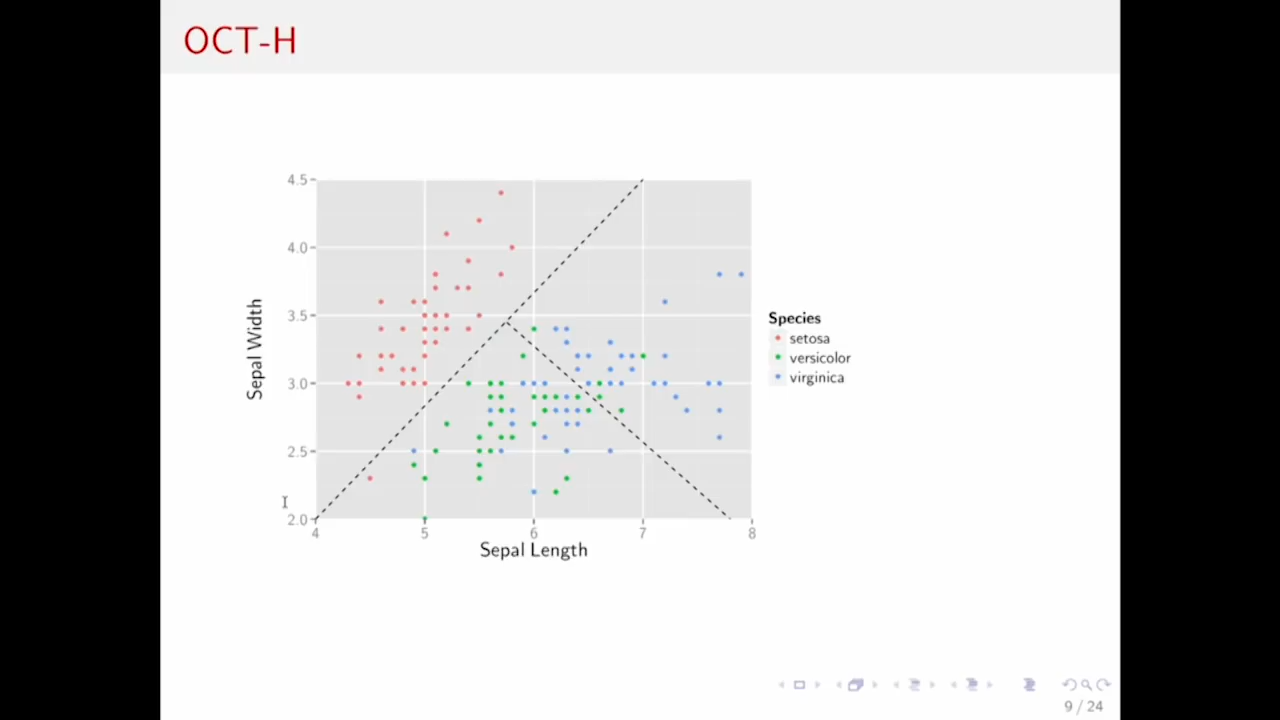 OCT-H
4.5
4.0
3.5
3.0
2.5
2.0
Sepal Width
4 5 6 7 8
Sepal Length
Species
setosa
versicolor
virginica
9 / 24